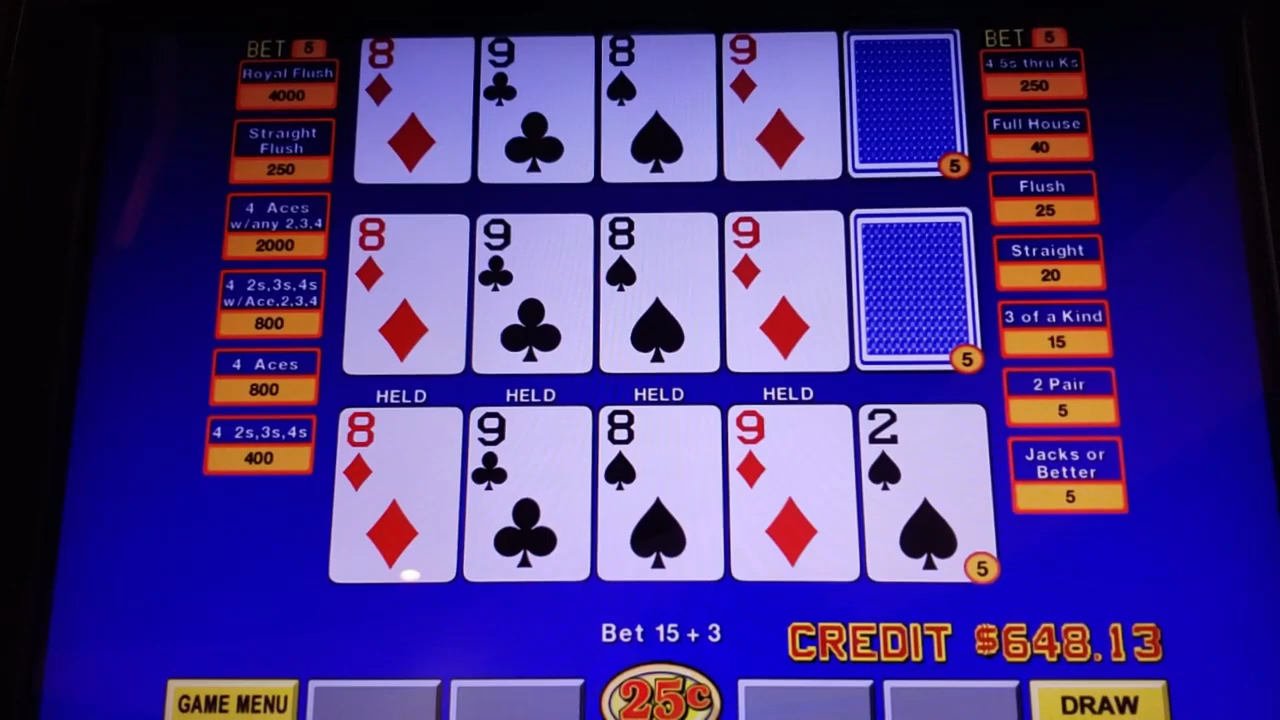 BET 5
Royal Flush
4000
Straight
Flush
250
4 Aces
w/any 2,3,4
2000
4 2s,3s,4s
w/Ace,2,3,4
800
4 Aces
800
4 2s,3s,4s
400
8 9 8 9
5
8 9 8 9
5
HELD HELD HELD HELD
8 9 8 9 2
5
BET 5
4 5s thru Ks
250
Full House
40
Flush
25
Straight
20
3 of a Kind
15
2 Pair
5
Jacks or
Better
5
Bet 15 + 3
CREDIT $648.13
GAME MENU
25¢
DRAW